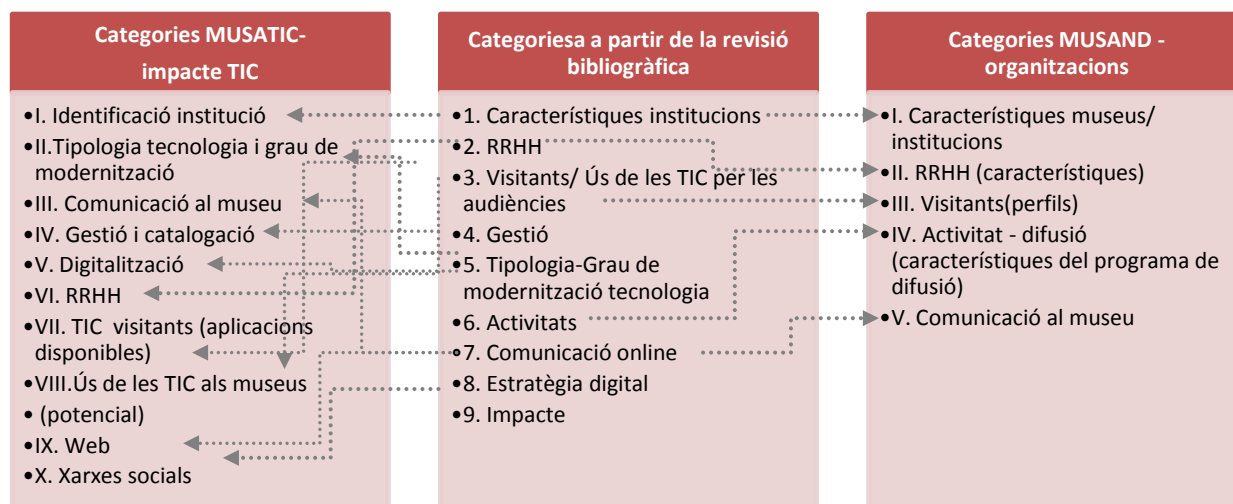 Categories MUSATIC-
impacte TIC
•I. Identificació institució
•II.Tipologia tecnologia i grau de
modernització
•III. Comunicació al museu
•IV. Gestió i catalogació
•V. Digitalització
•VI. RRHH
•VII. TIC visitants (aplicacions
disponibles)
•VIII.Ús de les TIC als museus
• (potencial)
•IX. Web
•X. Xarxes socials
Categoriesa a partir de la revisió
bibliogràfica
•1. Característiques institucions
•2. RRHH
•3. Visitants/ Ús de les TIC per les
audiències
•4. Gestió
•5. Tipologia-Grau de
modernització tecnologia
•6. Activitats
•7. Comunicació online
•8. Estratègia digital
•9. Impacte
Categories MUSAND -
organitzacions
•I. Característiques museus/
institucions
•II. RRHH (característiques)
•III. Visitants(perfils)
•IV. Activitat - difusió
(característiques del programa de
difusió)
•V. Comunicació al museu